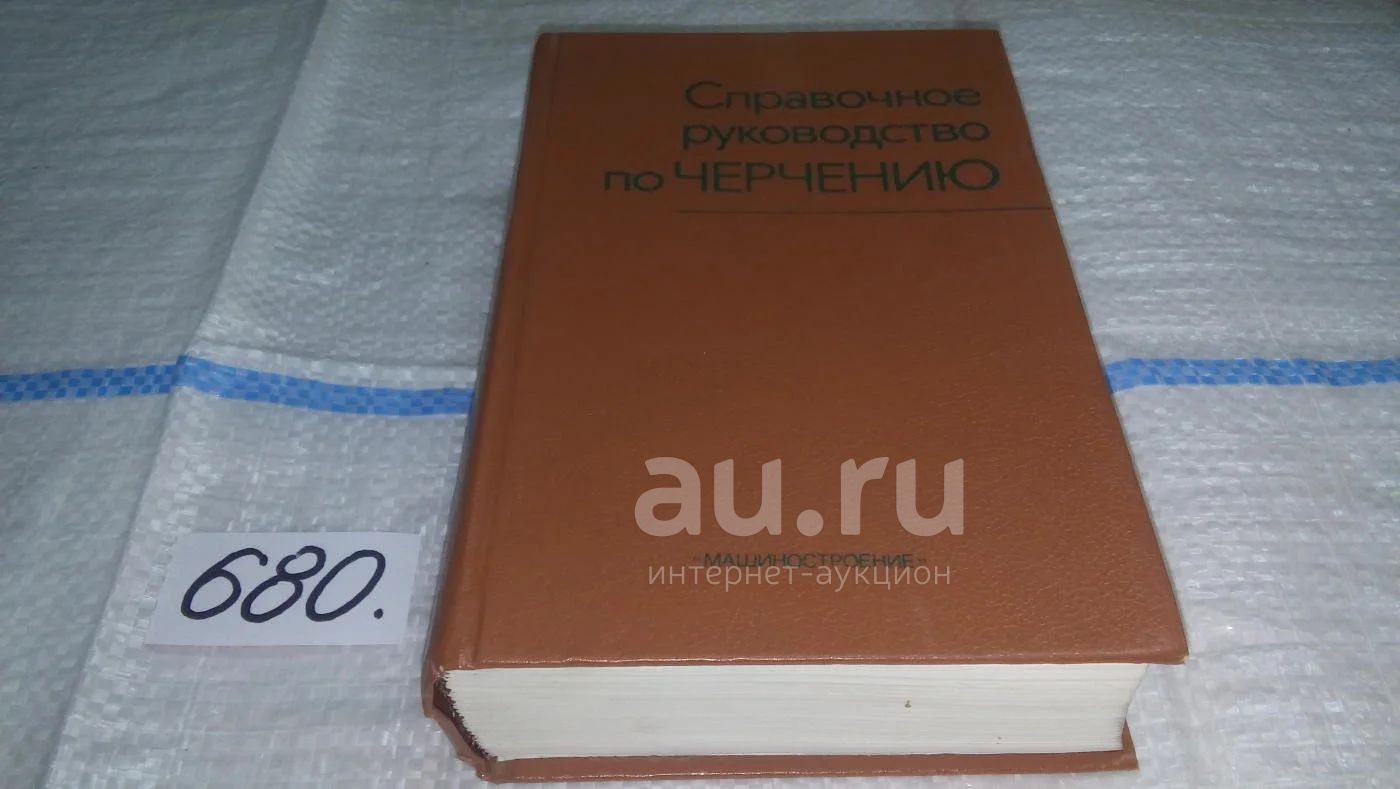 Справочное
руководство
по ЧЕРЧЕНИЮ
au.ru
"МАШИНОСТРОЕНИЕ"
интернет-аукцион
680.